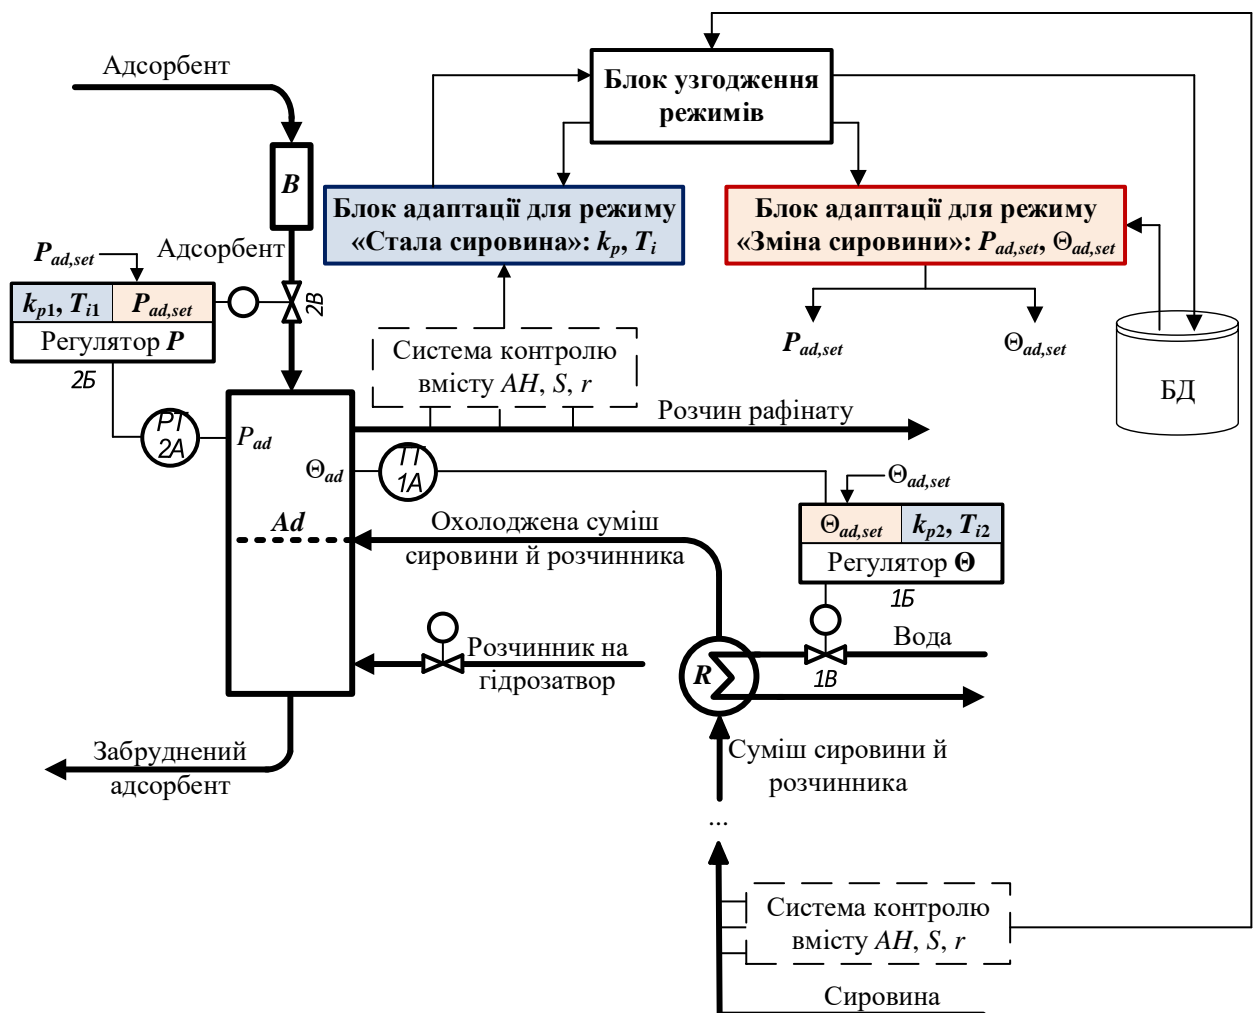 Адсорбент
Блок узгодження
режимів
B
Блок адаптації для режиму
«Стала сировина»: kp, Ti
Блок адаптації для режиму
«Зміна сировини»: Pad,set, Θad,set
Адсорбент
Pad,set
kp1, Ti1
Pad,set
Регулятор P
2Б
2В
Система контролю
вмісту AH, S, r
Pad,set
Θad,set
БД
Розчин рафінату
PT
2A
Pad
Θad
TT
1A
Θad,set
Ad
Охолоджена суміш
сировини й розчинника
Θad,set
kp2, Ti2
Регулятор Θ
1Б
Розчинник на
гідрозатвор
Вода
R
1В
Забруднений
адсорбент
Суміш сировини й
розчинника
...
Система контролю
вмісту AH, S, r
Сировина